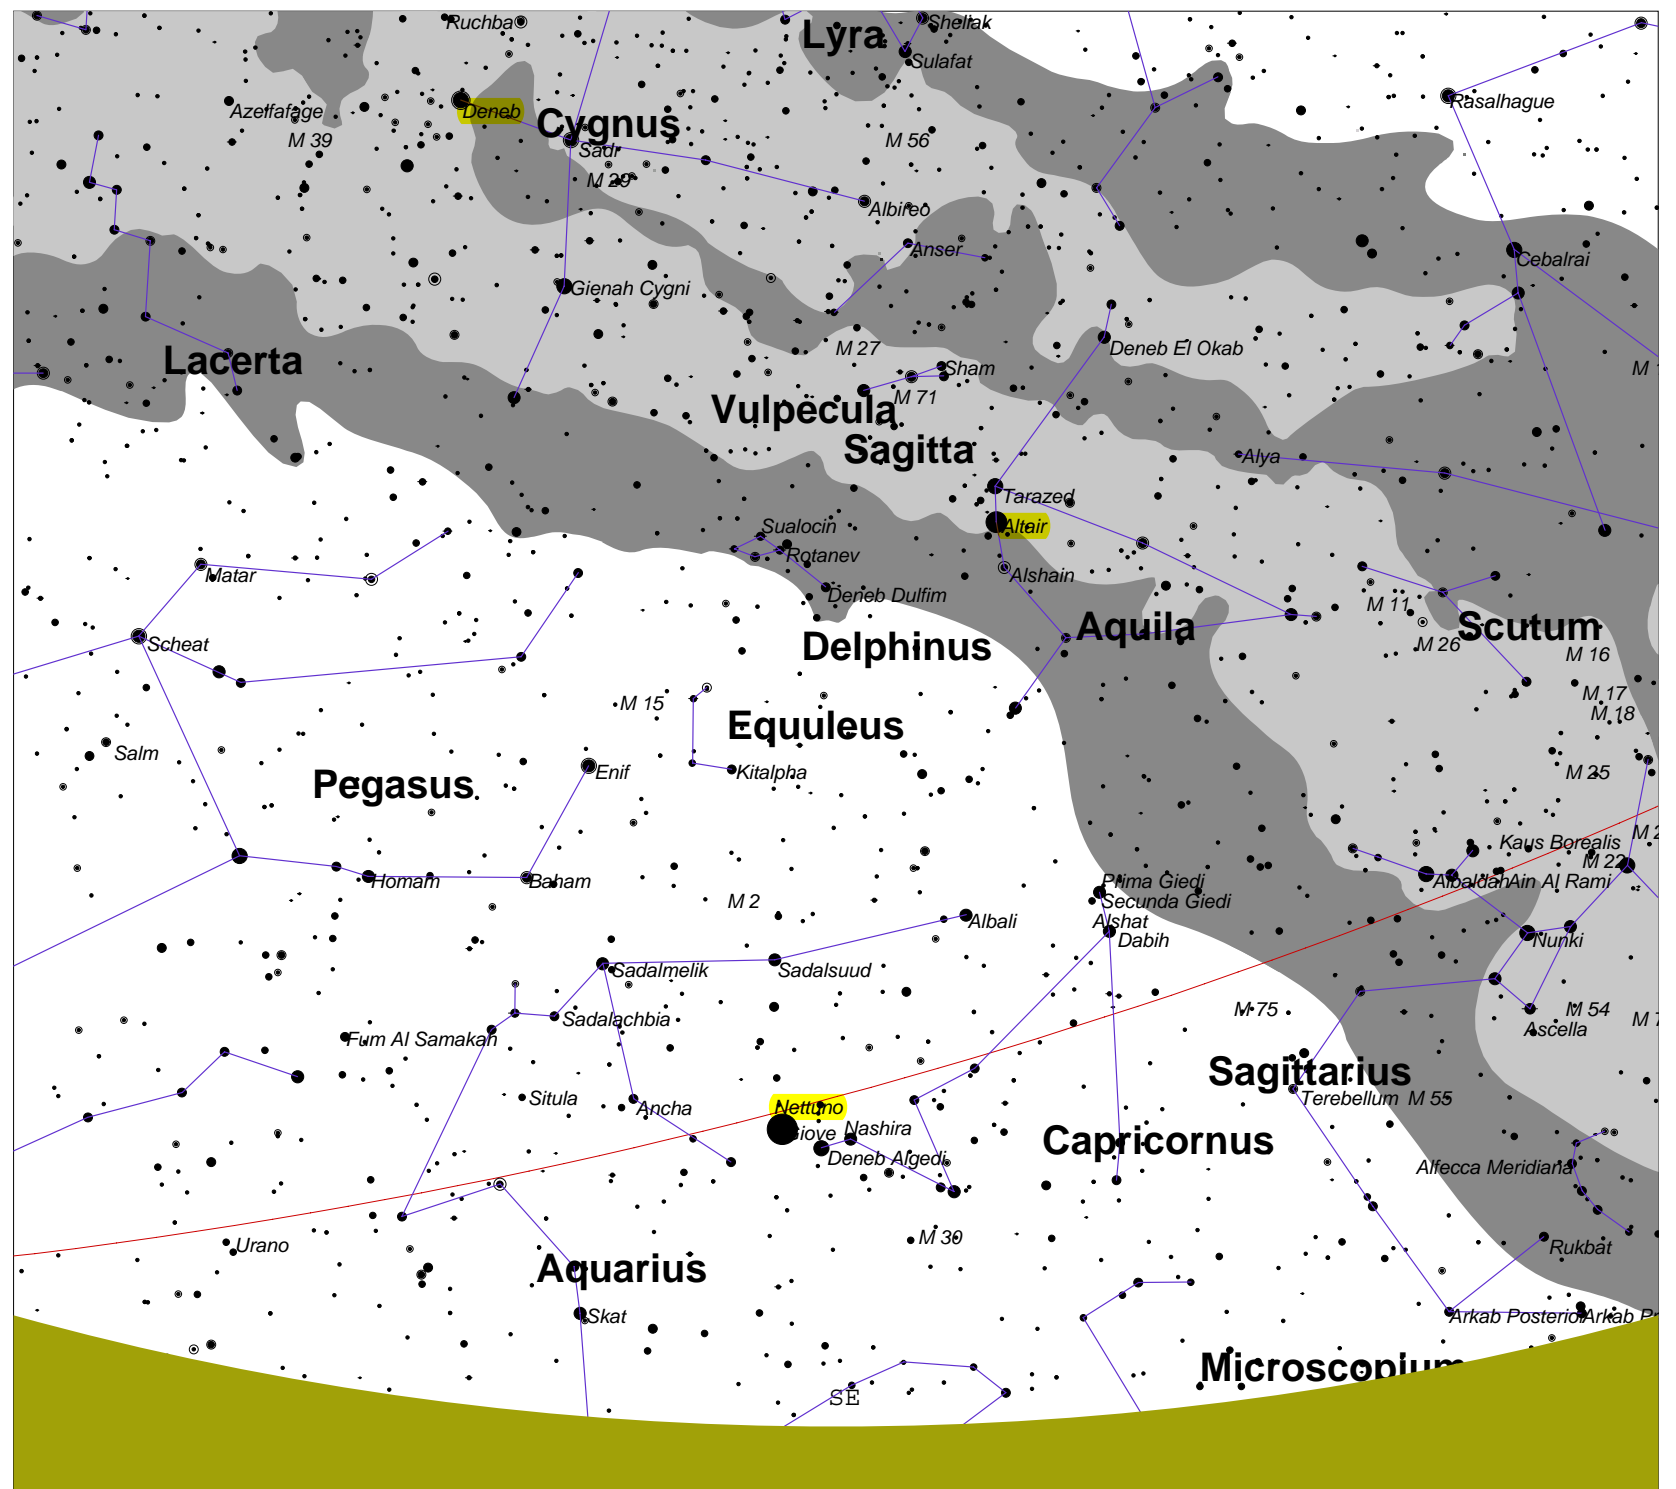 Ruchba
Lyra
Sheliak
Sulafat
Azelfafage
Deneb
Cygnus
Rasalhague
M 39
Sadr
M 56
M 29
Albireo
Anser
Cebalrai
Gienah Cygni
Lacerta
M 27
Deneb El Okab
Sham
M 71
Vulpecula
Sagitta
Alya
Tarazed
Sualocin
Altair
Rotanev
Matar
Alshain
Deneb Dulfim
M 11
Scheat
Delphinus
Aquila
Scutum
M 26
M 16
M 15
M 17
M 18
Equuleus
Salm
Pegasus
Enif
Kitalpha
M 25
Kaus Borealis
M 2
M 22
Homam
Baham
Prima Giedi
Albaldah
Ain Al Rami
M 2
Secunda Giedi
Albali
Alshat
Dabih
Nunki
Sadalmelik
Sadalsuud
M 75
M 54
M 7
Sadalachbia
Ascella
Fum Al Samakah
Sagittarius
Situla
Ancha
Nettuno
Terebellum
M 55
Giove
Nashira
Capricornus
Deneb Algedi
Alfecca Meridiana
Urano
M 30
Rukbat
Aquarius
Skat
Arkab Posterior
Arkab Pr
Microscopium
SE